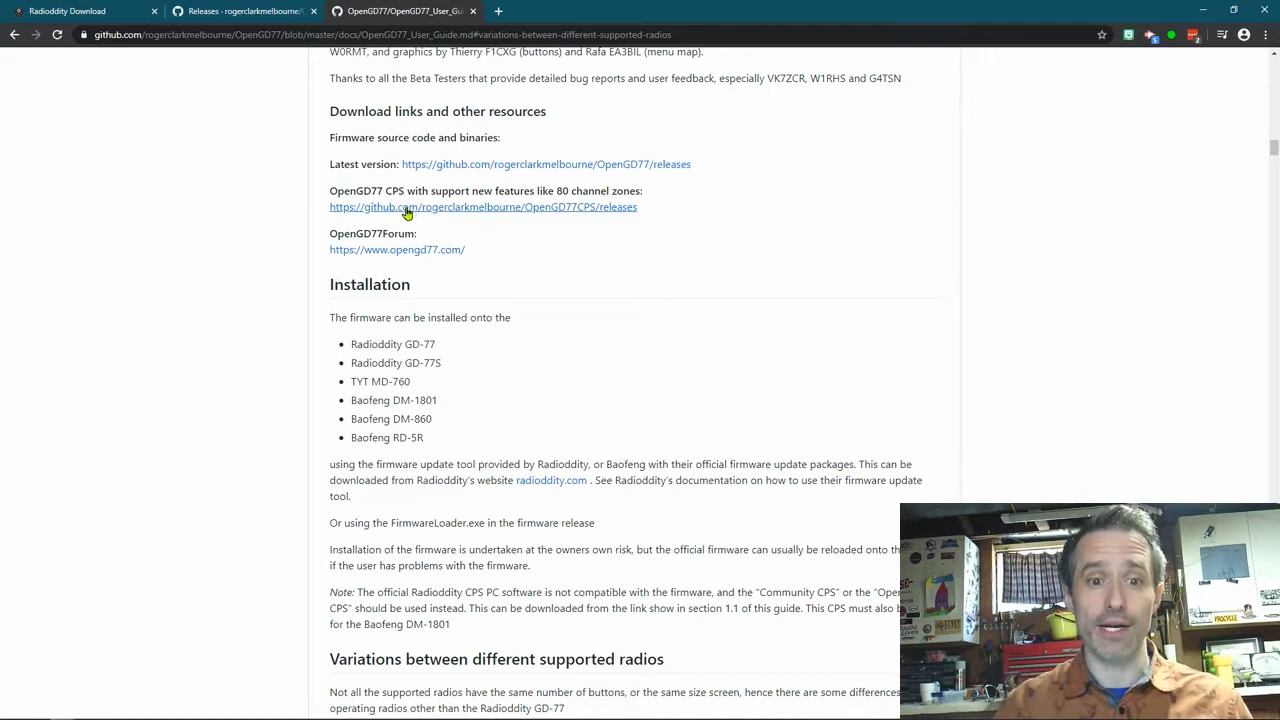 Radioddity Download
Releases - rogerclarkmelbourne/
OpenGD77/OpenGD77_User_Gui
github.com/rogerclarkmelbourne/OpenGD77/blob/master/docs/OpenGD77_User_Guide.md#variations-between-different-supported-radios
W0RMT, and graphics by Thierry F1CXG (buttons) and Rafa EA3BIL (menu map).
Thanks to all the Beta Testers that provide detailed bug reports and user feedback, especially VK7ZCR, W1RHS and G4TSN
Download links and other resources
Firmware source code and binaries:
Latest version: https://github.com/rogerclarkmelbourne/OpenGD77/releases
OpenGD77 CPS with support new features like 80 channel zones:
https://github.com/rogerclarkmelbourne/OpenGD77CPS/releases
OpenGD77Forum:
https://www.opengd77.com/
Installation
The firmware can be installed onto the
• Radioddity GD-77
• Radioddity GD-77S
• TYT MD-760
• Baofeng DM-1801
• Baofeng DM-860
• Baofeng RD-5R
using the firmware update tool provided by Radioddity, or Baofeng with their official firmware update packages. This can be
downloaded from Radioddity's website radioddity.com . See Radioddity's documentation on how to use their firmware update
tool.
Or using the FirmwareLoader.exe in the firmware release
Installation of the firmware is undertaken at the owners own risk, but the official firmware can usually be reloaded onto th
if the user has problems with the firmware.
Note: The official Radioddity CPS PC software is not compatible with the firmware, and the "Community CPS" or the "Open
CPS" should be used instead. This can be downloaded from the link show in section 1.1 of this guide. This CPS must also b
for the Baofeng DM-1801
PROCYCLE
Variations between different supported radios
Not all the supported radios have the same number of buttons, or the same size screen, hence there are some differences
operating radios other than the Radioddity GD-77